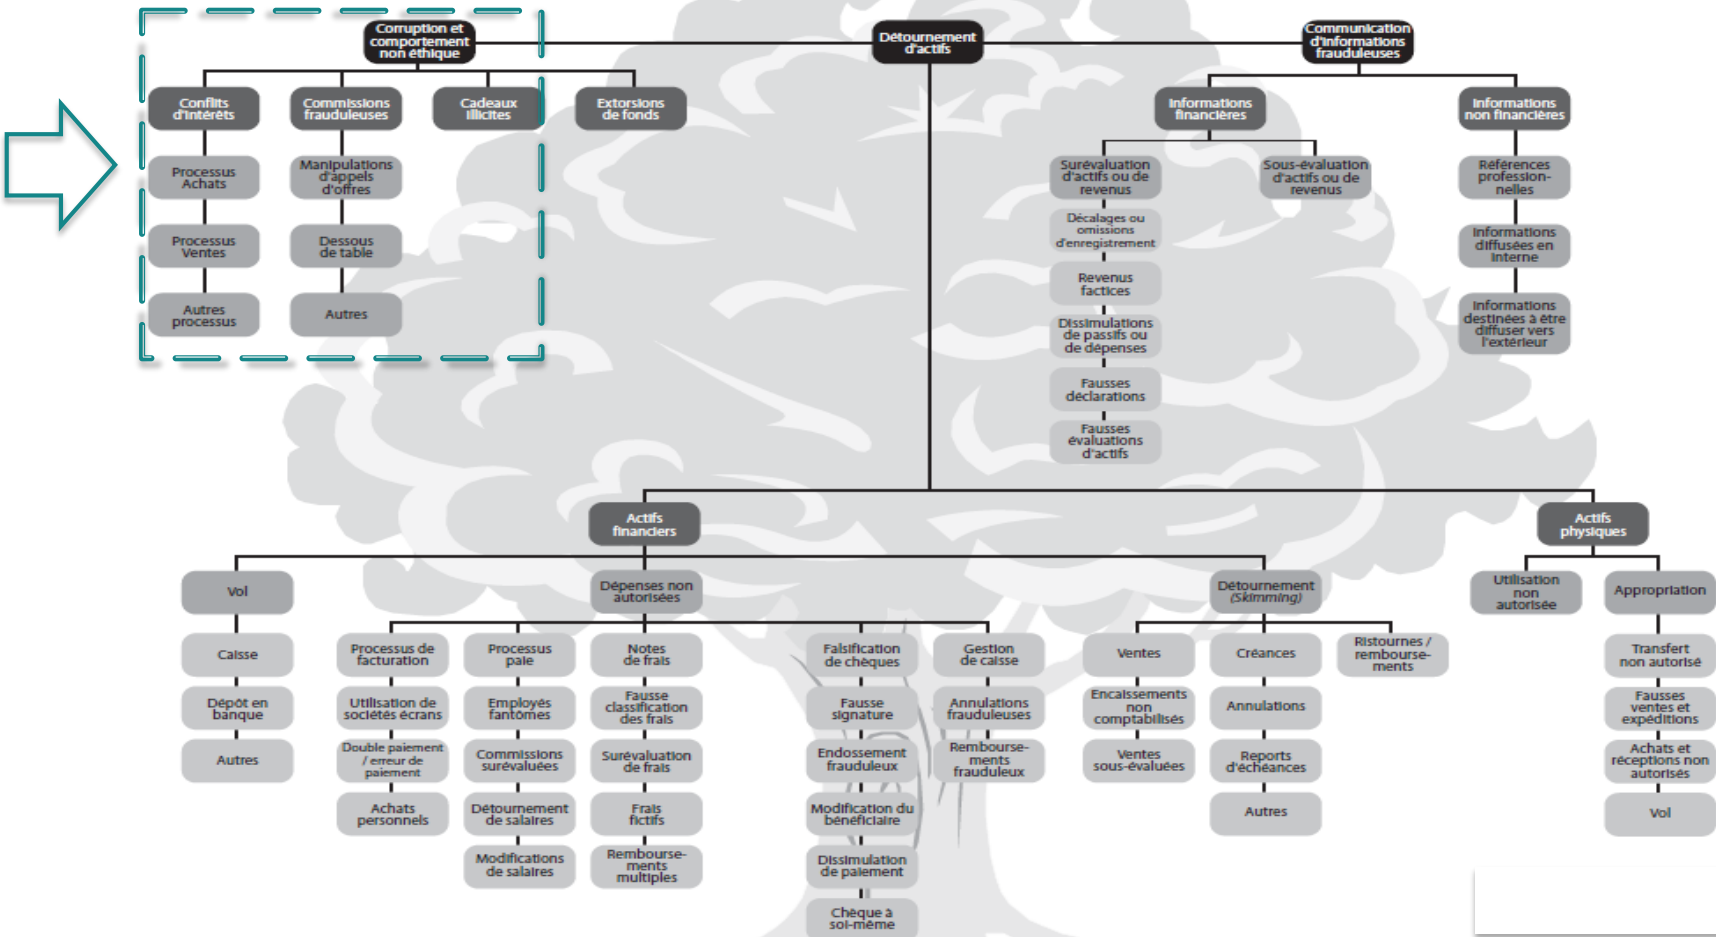 Corruption et
comportement
non éthique
Détournement
d'actifs
Communication
d'informations
frauduleuses
Conflits
d'intérêts
Commissions
frauduleuses
Cadeaux
illicites
Extorsions
de fonds
Informations
financières
Informations
non financières
Processus
Achats
Manipulations
d'appels
d'offres
Surévaluation
d'actifs ou de
revenus
Sous-évaluation
d'actifs ou de
revenus
Références
profession-
nelles
Processus
Ventes
Dessous
de table
Décalages ou
omissions
d'enregistrement
Informations
diffusées en
interne
Autres
processus
Autres
Revenus
factices
Dissimulations
de passifs ou
de dépenses
Informations
destinées à être
diffuser vers
l'extérieur
Fausses
déclarations
Fausses
évaluations
d'actifs
Actifs
financiers
Actifs
physiques
Vol
Dépenses non
autorisées
Détournement
(Skimming)
Utilisation
non
autorisée
Appropriation
Caisse
Dépôt en
banque
Autres
Processus de
facturation
Utilisation de
sociétés écrans
Double paiement
/ erreur de
paiement
Achats
personnels
Processus
paie
Employés
fantômes
Commissions
surévaluées
Détournement
de salaires
Modifications
de salaires
Notes
de frais
Fausse
classification
des frais
Surévaluation
de frais
Frais
fictifs
Rembourse-
ments
multiples
Falsification
de chèques
Fausse
signature
Endossement
frauduleux
Modification du
bénéficiaire
Dissimulation
de paiement
Chèque à
soi-même
Gestion
de caisse
Annulations
frauduleuses
Rembourse-
ments
frauduleux
Ventes
Encaissements
non
comptabilisés
Ventes
sous-évaluées
Créances
Annulations
Reports
d'échéances
Autres
Ristournes /
rembourse-
ments
Transfert
non autorisé
Fausses
ventes et
expéditions
Achats et
réceptions non
autorisés
Vol